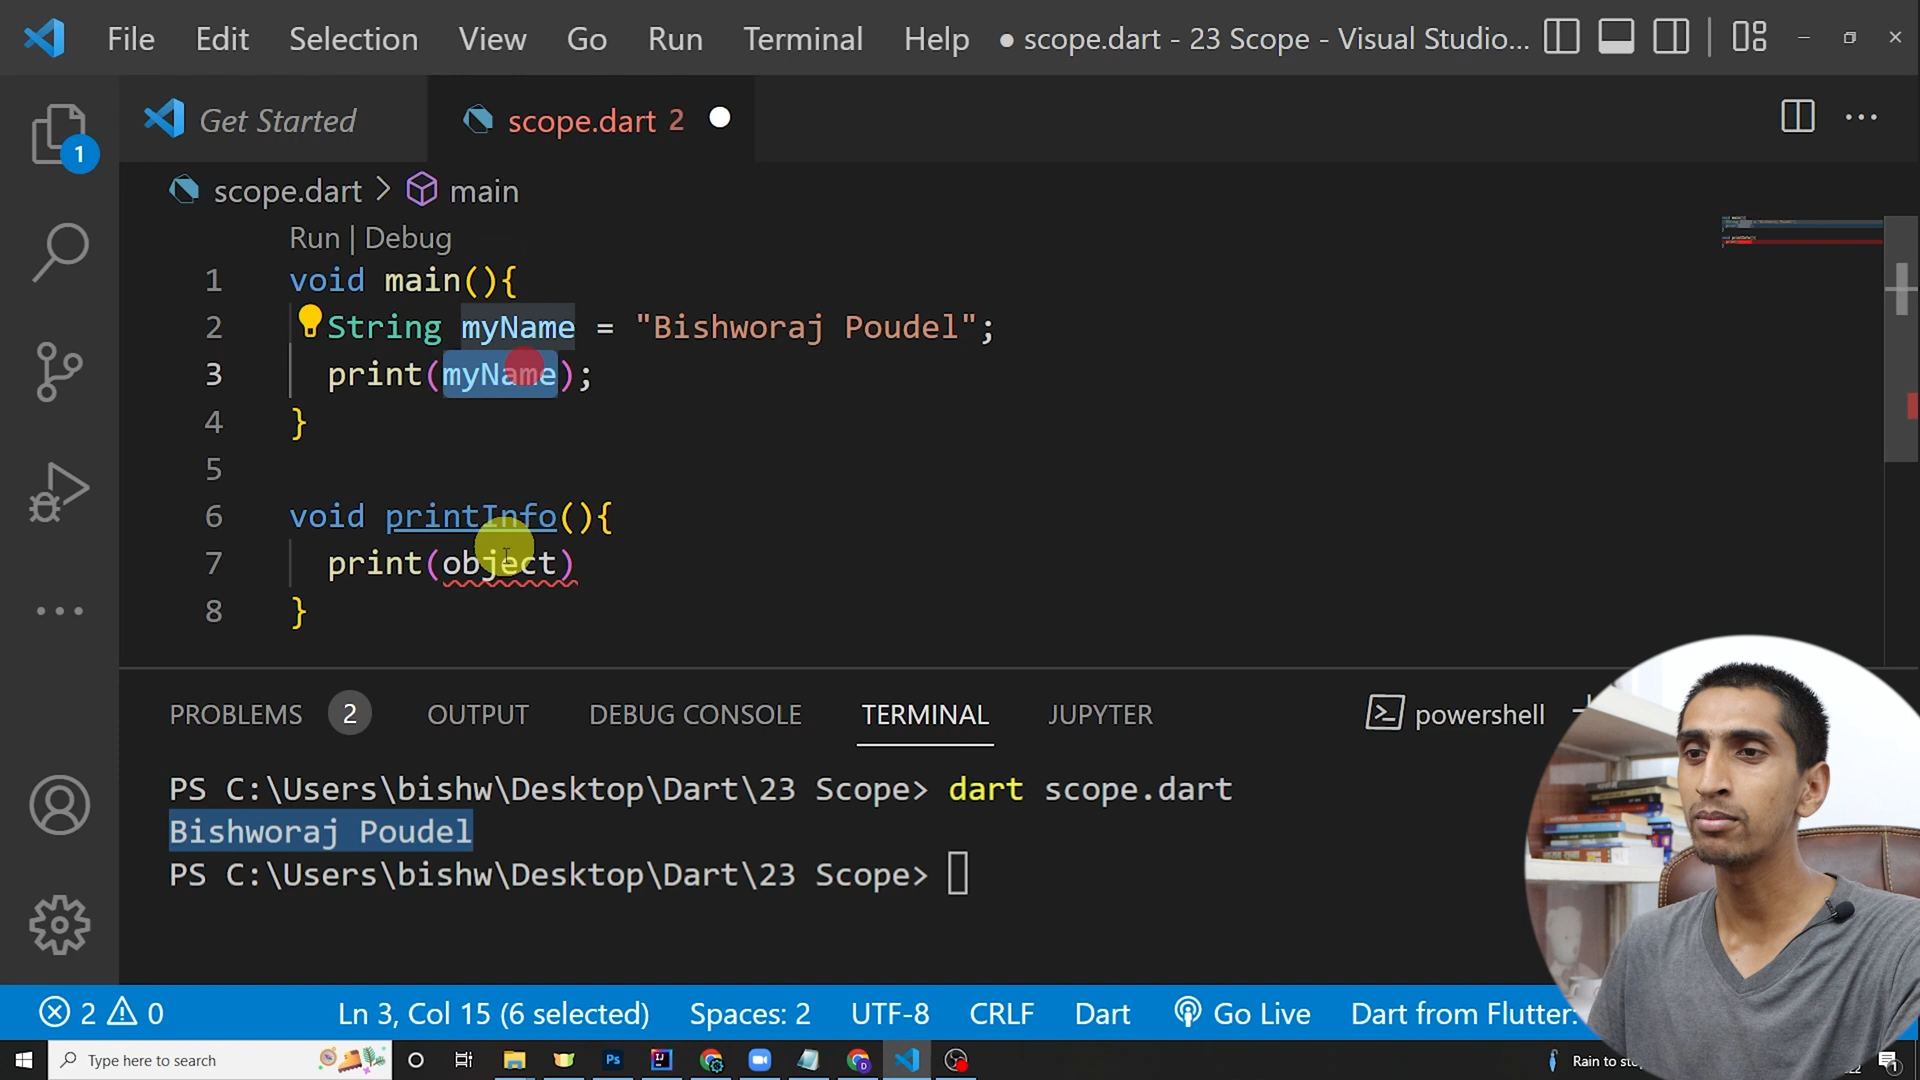 File Edit Selection View Go Run Terminal Help ● scope.dart - 23 Scope - Visual Studio...
Get Started scope.dart 2
1
scope.dart > main
Run | Debug
1 void main(){
2 String myName = "Bishworaj Poudel";
3 print(myName);
4 }
5
6 void printInfo(){
7 print(object)
8 }
PROBLEMS 2 OUTPUT DEBUG CONSOLE TERMINAL JUPYTER powershell
PS C:\Users\bishw\Desktop\Dart\23 Scope> dart scope.dart
Bishworaj Poudel
PS C:\Users\bishw\Desktop\Dart\23 Scope>
2 0 Ln 3, Col 15 (6 selected) Spaces: 2 UTF-8 CRLF Dart Go Live Dart from Flutter:
Type here to search Ps Rain to